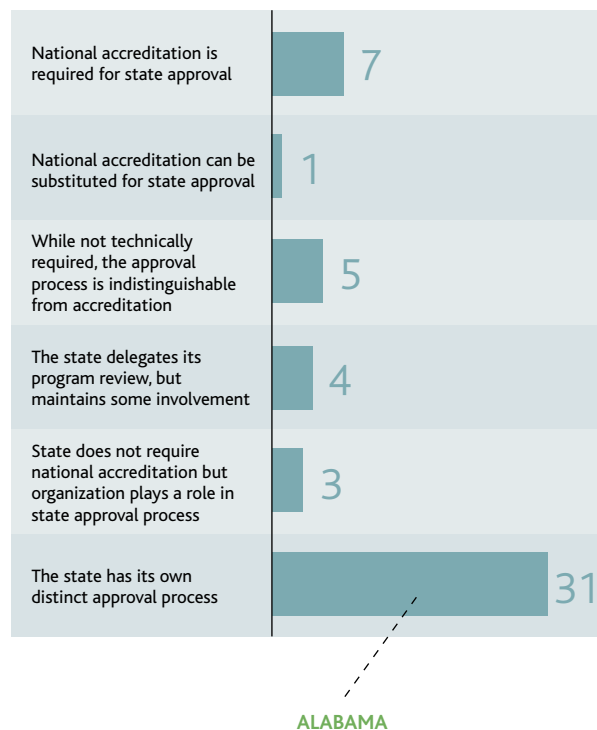 National accreditation is
required for state approval
7
National accreditation can be
substituted for state approval
1
While not technically
required, the approval
process is indistinguishable
from accreditation
5
The state delegates its
program review, but
maintains some involvement
4
State does not require
national accreditation but
organization plays a role in
state approval process
3
The state has its own
distinct approval process
31
ALABAMA